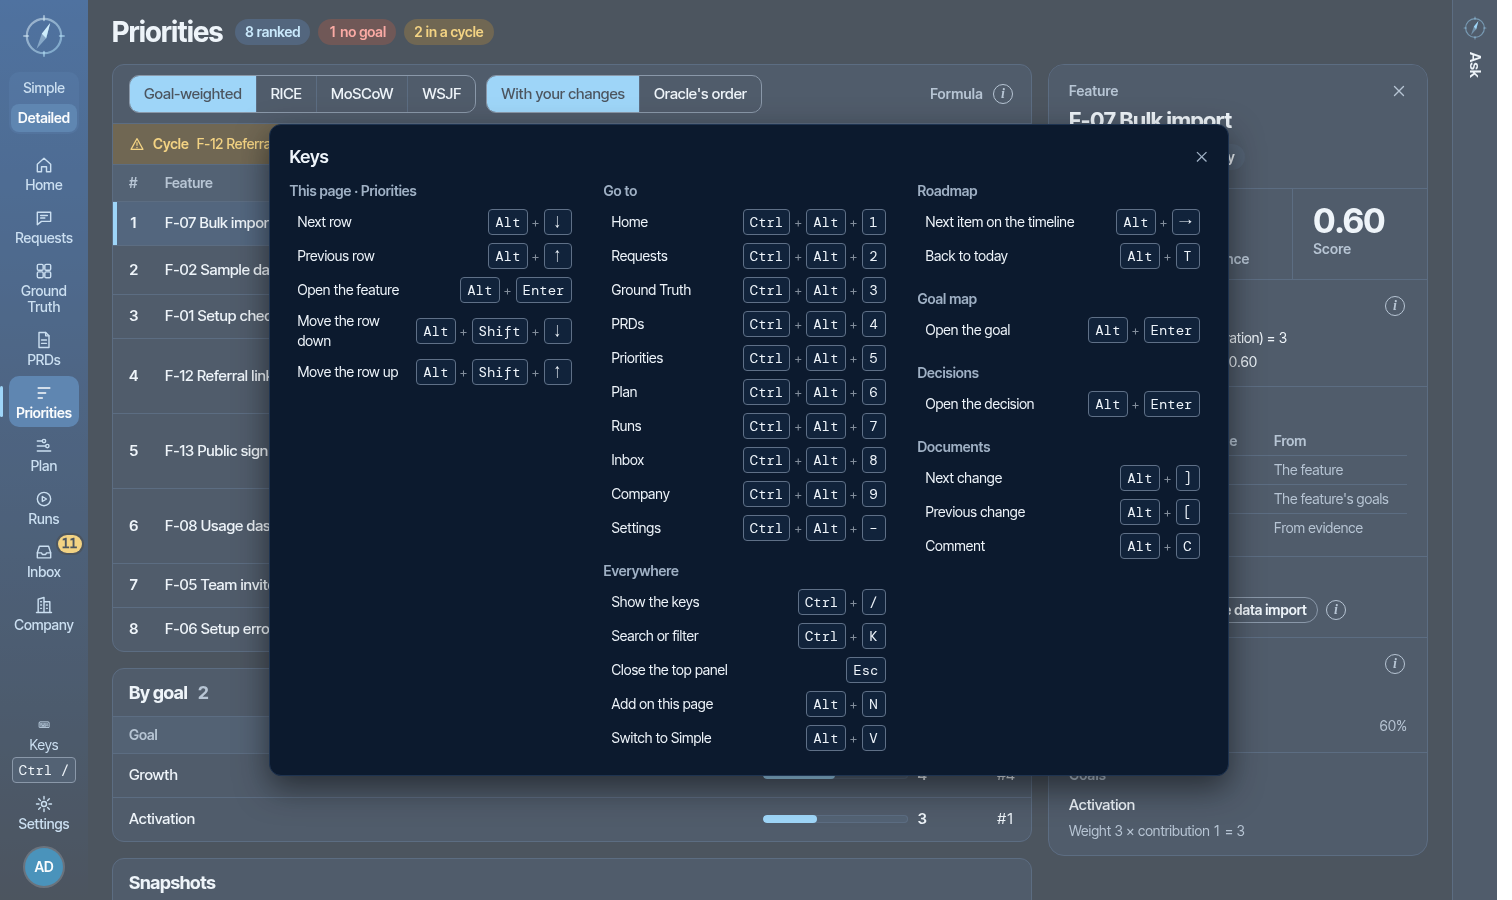 Priorities
8 ranked
1 no goal
2 in a cycle
Simple
Detailed
Home
Requests
Ground Truth
PRDs
Priorities
Plan
Runs
11
Inbox
Company
Keys
Ctrl /
Settings
AD
Goal-weighted
RICE
MoSCoW
WSJF
With your changes
Oracle's order
Formula
Cycle F-12 Referra
# Feature
1 F-07 Bulk impor
2 F-02 Sample da
3 F-01 Setup chec
4 F-12 Referral link
5 F-13 Public sign
6 F-08 Usage das
7 F-05 Team invite
8 F-06 Setup erro
By goal 2
Goal
Growth 4 #4
Activation 3 #1
Snapshots
Keys
This page · Priorities
Next row Alt + ↓
Previous row Alt + ↑
Open the feature Alt + Enter
Move the row down Alt + Shift + ↓
Move the row up Alt + Shift + ↑
Go to
Home Ctrl + Alt + 1
Requests Ctrl + Alt + 2
Ground Truth Ctrl + Alt + 3
PRDs Ctrl + Alt + 4
Priorities Ctrl + Alt + 5
Plan Ctrl + Alt + 6
Runs Ctrl + Alt + 7
Inbox Ctrl + Alt + 8
Company Ctrl + Alt + 9
Settings Ctrl + Alt + -
Everywhere
Show the keys Ctrl + /
Search or filter Ctrl + K
Close the top panel Esc
Add on this page Alt + N
Switch to Simple Alt + V
Roadmap
Next item on the timeline Alt + →
Back to today Alt + T
Goal map
Open the goal Alt + Enter
Decisions
Open the decision Alt + Enter
Documents
Next change Alt + ]
Previous change Alt + [
Comment Alt + C
Feature
F-07 Bulk import
y
0.60
nce
Score
ration) = 3
0.60
e From
The feature
The feature's goals
From evidence
e data import
60%
Goals
Activation
Weight 3 × contribution 1 = 3
Ask